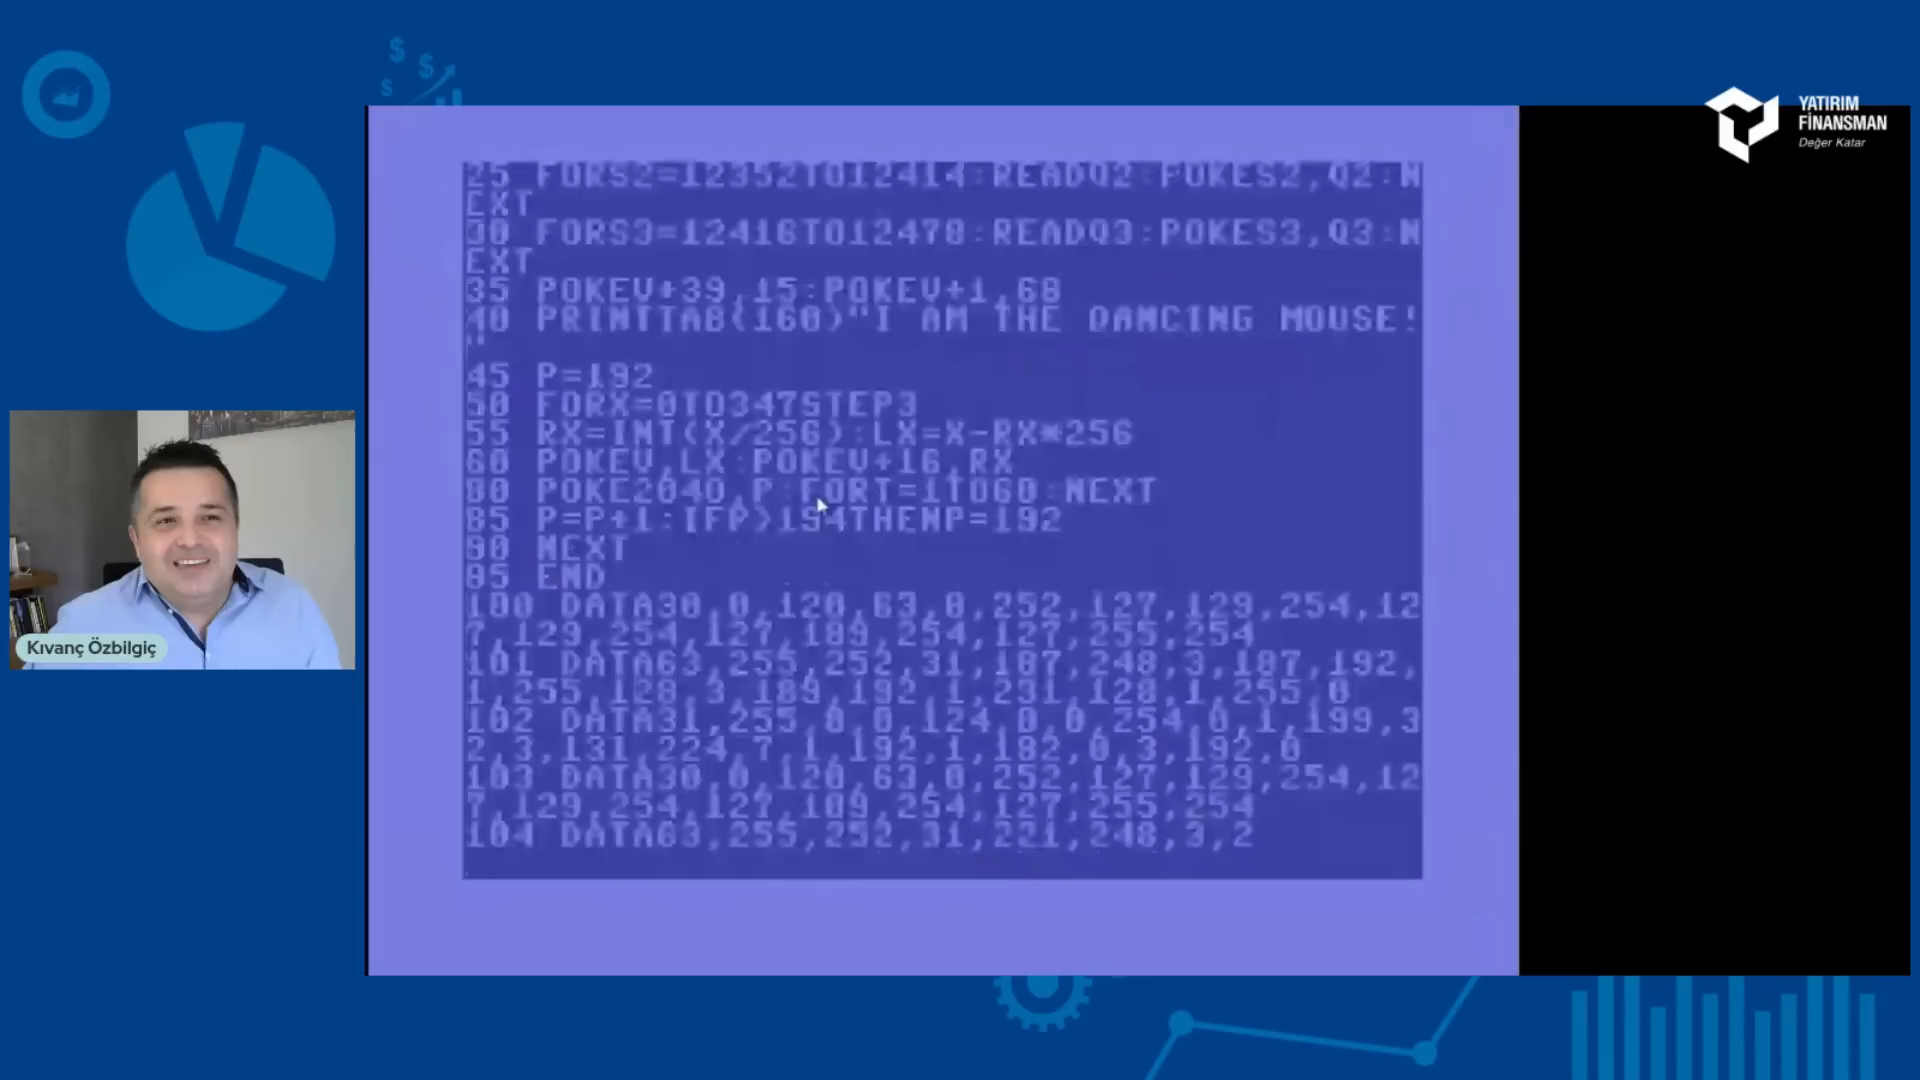 YATIRIM
FİNANSMAN
Değer Katar
25 FORS2=12352TO12414:READQ2:POKES2,Q2:N
EXT
30 FORS3=12416TO12478:READQ3:POKES3,Q3:N
EXT
35 POKEV+39,15:POKEV+1,68
40 PRINTTAB(160)"I AM THE DANCING MOUSE!
"
45 P=192
50 FORX=0TO347STEP3
55 RX=INT(X/256):LX=X-RX*256
60 POKEV,LX:POKEV+16,RX
80 POKE2040,P:FORT=1TO60:NEXT
85 P=P+1:IFP>194THENP=192
90 NEXT
95 END
100 DATA30,0,120,63,0,252,127,129,254,12
7,129,254,127,189,254,127,255,254
101 DATA63,255,252,31,187,248,3,187,192,
1,255,128,3,189,192,1,231,128,1,255,0
102 DATA31,255,0,0,124,0,0,254,0,1,199,3
2,3,131,224,7,1,192,1,192,0,3,192,0
103 DATA30,0,120,63,0,252,127,129,254,12
7,129,254,127,189,254,127,255,254
104 DATA63,255,252,31,221,248,3,2
Kıvanç Özbilgiç